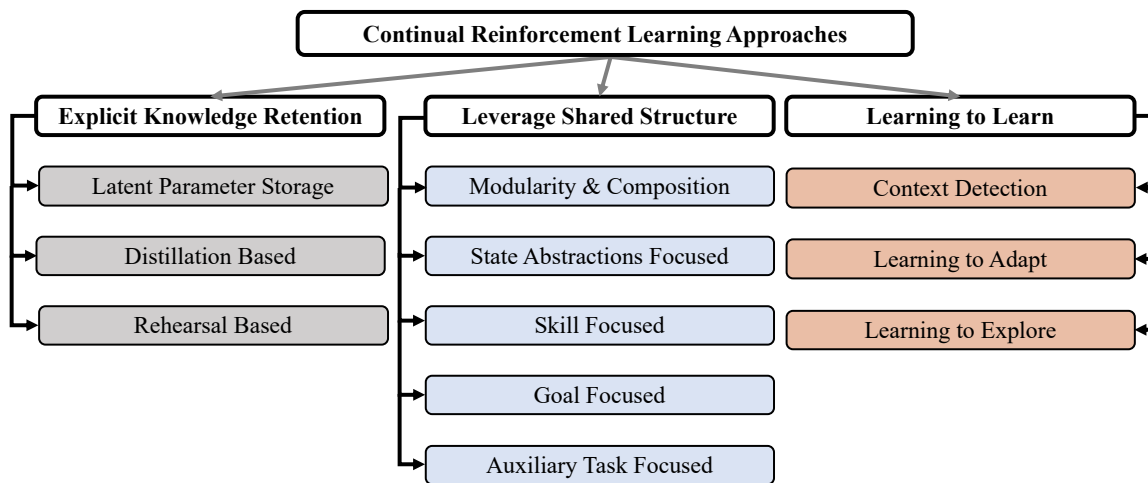 Continual Reinforcement Learning Approaches
Explicit Knowledge Retention
Latent Parameter Storage
Distillation Based
Rehearsal Based
Leverage Shared Structure
Modularity & Composition
State Abstractions Focused
Skill Focused
Goal Focused
Auxiliary Task Focused
Learning to Learn
Context Detection
Learning to Adapt
Learning to Explore